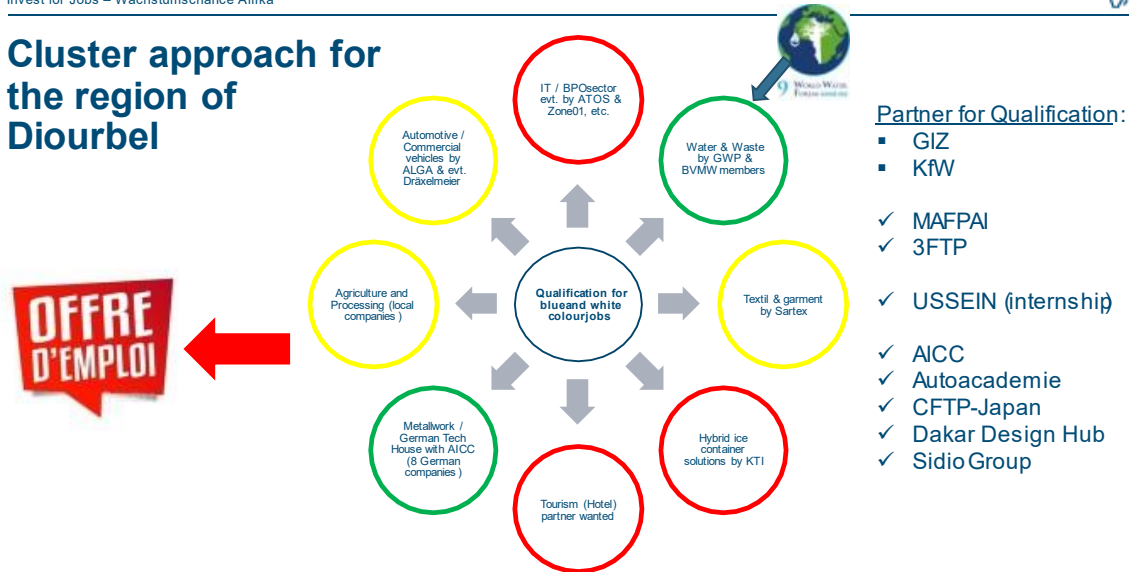 Invest for Jobs – Wachstumschance Afrika
Cluster approach for
the region of
Diourbel
IT / BPOsector
evt. by ATOS &
Zone01, etc.
9 WORLD WATER
FORUM
Automotive /
Commercial
vehicles by
ALGA & evt.
Dräxelmeier
Water & Waste
by GWP &
BVMW members
Agriculture and
Processing (local
companies )
Qualification for
blueand white
colourjobs
Textil & garment
by Sartex
OFFRE
D'EMPLOI
Metallwork /
German Tech
House with AICC
(8 German
companies )
Hybrid ice
container
solutions by KTI
Tourism (Hotel)
partner wanted
Partner for Qualification:
▪ GIZ
▪ KfW
✓ MAFPAI
✓ 3FTP
✓ USSEIN (internship)
✓ AICC
✓ Autoacademie
✓ CFTP-Japan
✓ Dakar Design Hub
✓ Sidio Group